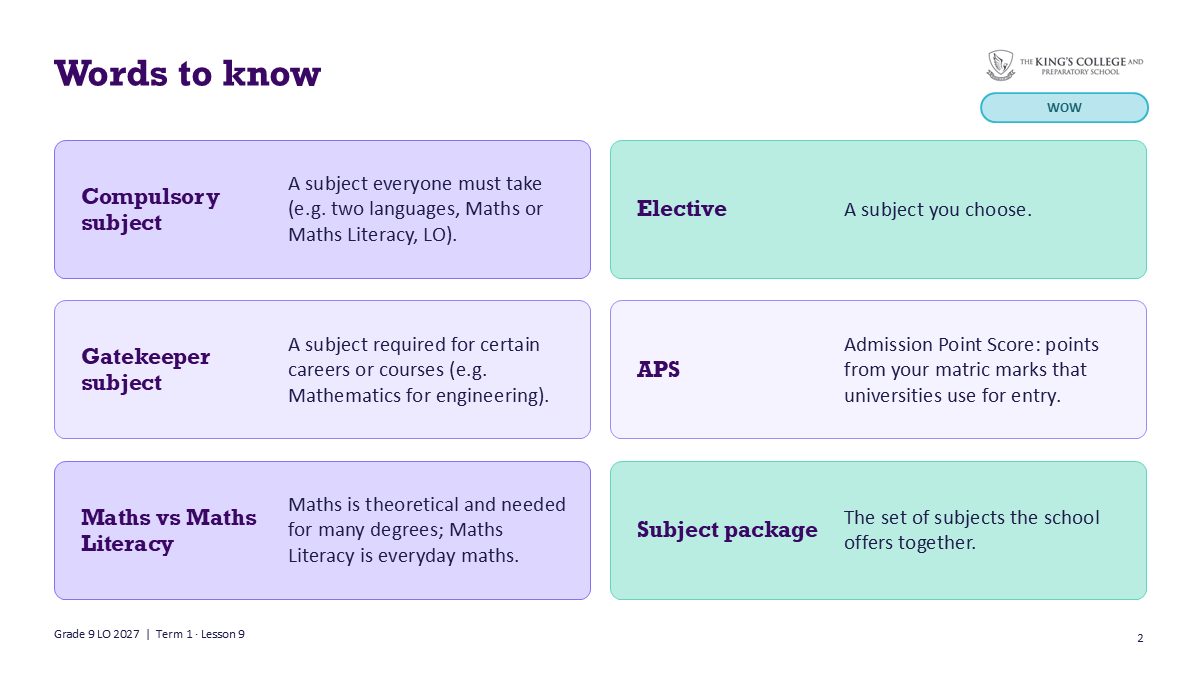 Words to know
THE KING'S COLLEGE AND
PREPARATORY SCHOOL
WOW
Compulsory
subject
A subject everyone must take
(e.g. two languages, Maths or
Maths Literacy, LO).
Elective
A subject you choose.
Gatekeeper
subject
A subject required for certain
careers or courses (e.g.
Mathematics for engineering).
APS
Admission Point Score: points
from your matric marks that
universities use for entry.
Maths vs Maths
Literacy
Maths is theoretical and needed
for many degrees; Maths
Literacy is everyday maths.
Subject package
The set of subjects the school
offers together.
Grade 9 LO 2027 | Term 1 · Lesson 9
2